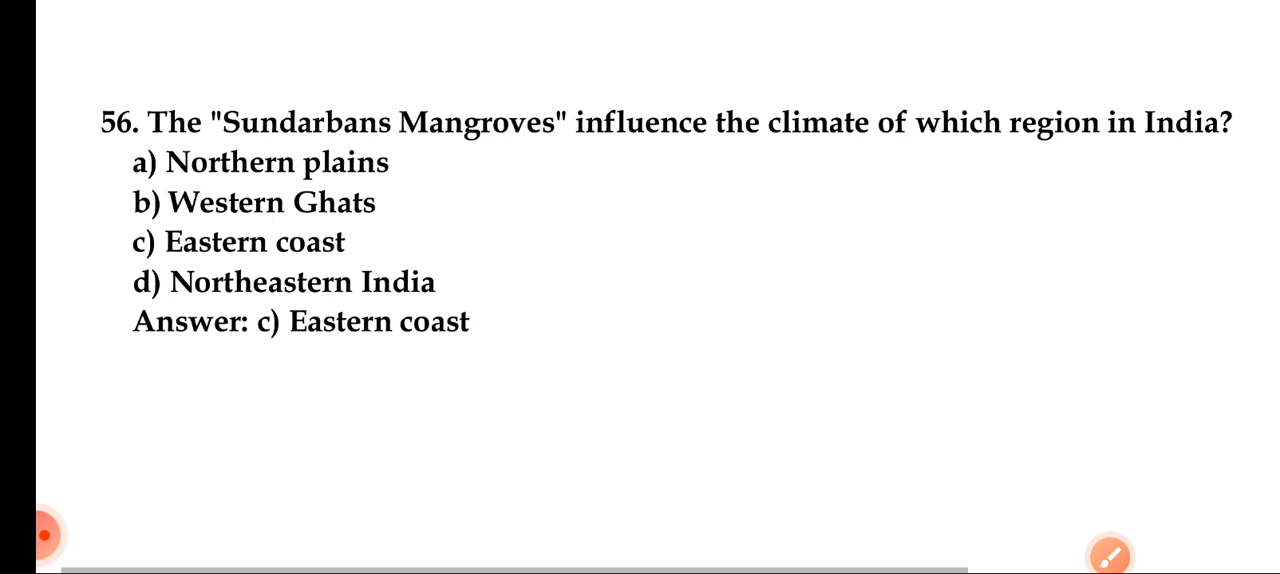 56. The "Sundarbans Mangroves" influence the climate of which region in India?
a) Northern plains
b) Western Ghats
c) Eastern coast
d) Northeastern India
Answer: c) Eastern coast